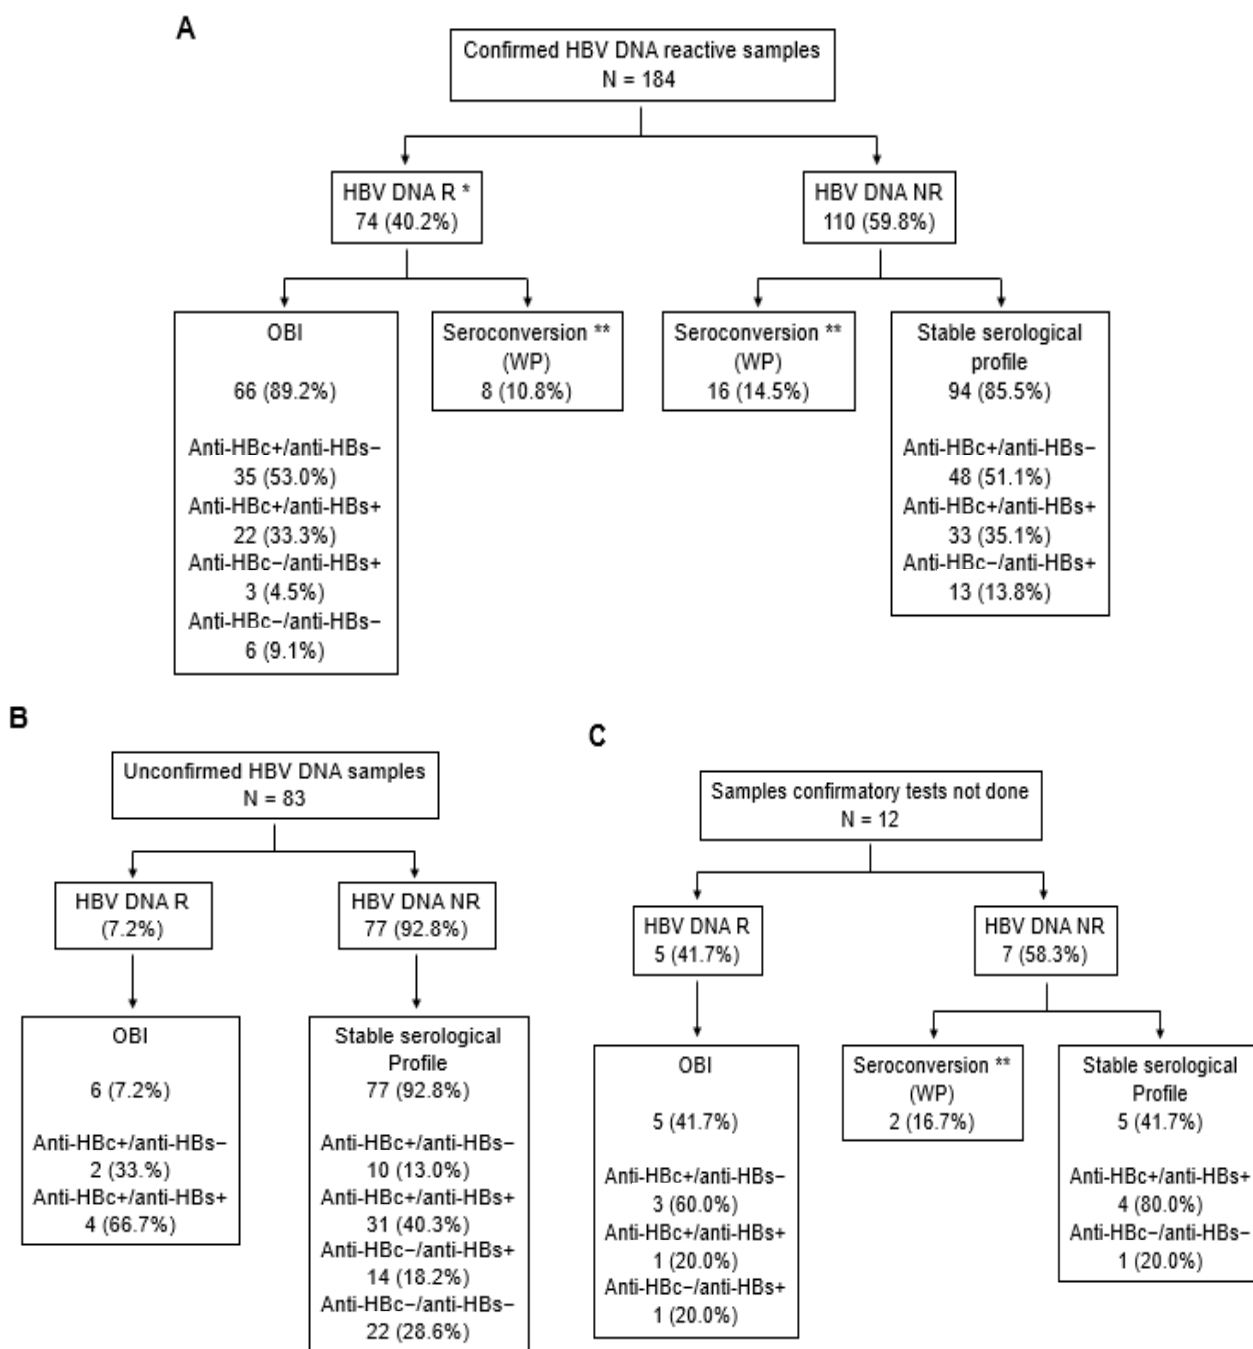 A
Confirmed HBV DNA reactive samples
N = 184
HBV DNA R *
74 (40.2%)
HBV DNA NR
110 (59.8%)
OBI
66 (89.2%)
Anti-HBc+/anti-HBs−
35 (53.0%)
Anti-HBc+/anti-HBs+
22 (33.3%)
Anti-HBc−/anti-HBs+
3 (4.5%)
Anti-HBc−/anti-HBs−
6 (9.1%)
Seroconversion **
(WP)
8 (10.8%)
Seroconversion **
(WP)
16 (14.5%)
Stable serological
profile
94 (85.5%)
Anti-HBc+/anti-HBs−
48 (51.1%)
Anti-HBc+/anti-HBs+
33 (35.1%)
Anti-HBc−/anti-HBs+
13 (13.8%)
B
Unconfirmed HBV DNA samples
N = 83
HBV DNA R
(7.2%)
HBV DNA NR
77 (92.8%)
OBI
6 (7.2%)
Anti-HBc+/anti-HBs−
2 (33.%)
Anti-HBc+/anti-HBs+
4 (66.7%)
Stable serological
Profile
77 (92.8%)
Anti-HBc+/anti-HBs−
10 (13.0%)
Anti-HBc+/anti-HBs+
31 (40.3%)
Anti-HBc−/anti-HBs+
14 (18.2%)
Anti-HBc−/anti-HBs−
22 (28.6%)
C
Samples confirmatory tests not done
N = 12
HBV DNA R
5 (41.7%)
HBV DNA NR
7 (58.3%)
OBI
5 (41.7%)
Anti-HBc+/anti-HBs−
3 (60.0%)
Anti-HBc+/anti-HBs+
1 (20.0%)
Anti-HBc−/anti-HBs+
1 (20.0%)
Seroconversion **
(WP)
2 (16.7%)
Stable serological
Profile
5 (41.7%)
Anti-HBc+/anti-HBs+
4 (80.0%)
Anti-HBc−/anti-HBs−
1 (20.0%)